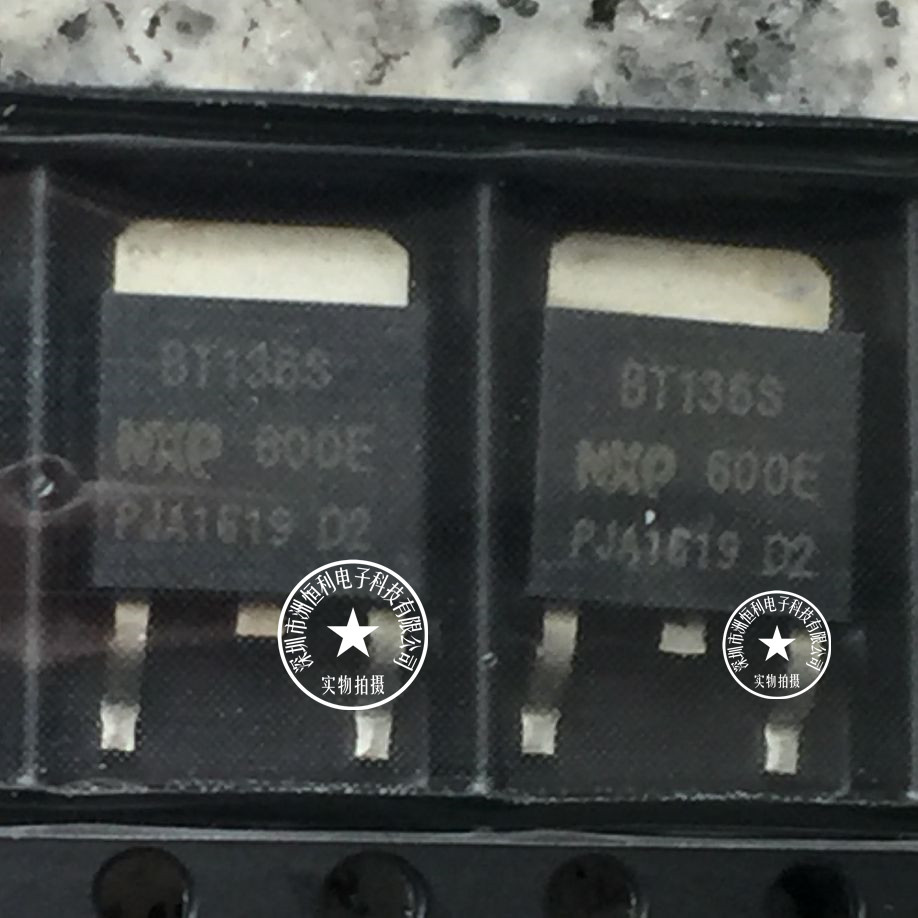 BT136S
NXP 600E
PJA1619 D2
BT136S
NXP 600E
PJA1619 D2
深圳市洲恒利电子科技有限公司
实物拍摄
深圳市洲恒利电子科技有限公司
实物拍摄